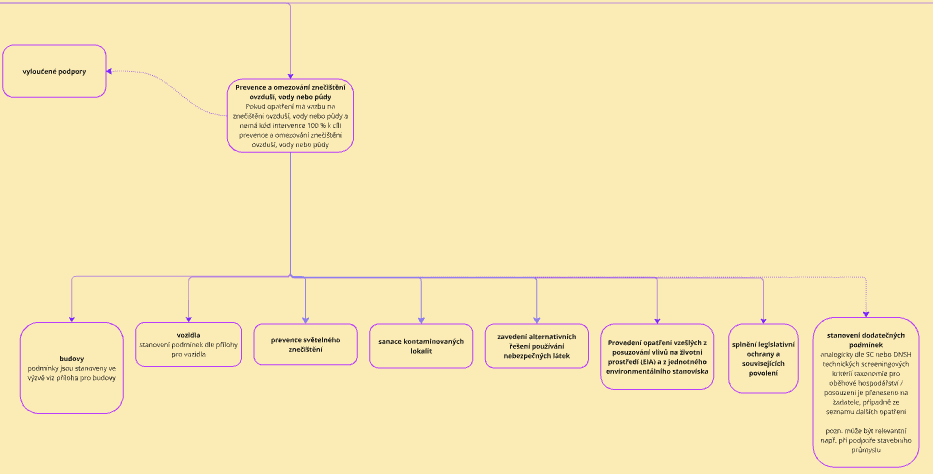 vyloučené podpory
Prevence a omezování znečištění
ovzduší, vody nebo půdy
Pokud opatření má vazbu na
znečištění ovzduší, vody nebo půdy a
nemá kód intervence 100 % k cíli
prevence a omezování znečištění
ovzduší, vody nebo půdy
budovy
podmínky jsou stanoveny ve
výzvě viz příloha pro budovy
vozidla
stanovení podmínek dle přílohy
pro vozidla
prevence světelného
znečištění
sanace kontaminovaných
lokalit
zavedení alternativních
řešení používání
nebezpečných látek
Provedení opatření vzešlých z
posuzování vlivů na životní
prostředí (EIA) a z jednotného
environmentálního stanoviska
splnění legislativní
ochrany a
souvisejících
povolení
stanovení dodatečných
podmínek
analogicky dle SC nebo DNSH
technických screeningových
kritérií taxonomie pro
oběhové hospodářství /
posouzení je přeneseno na
žadatele, případně ze
seznamu dalších opatření
pozn. může být relevantní
např. při podpoře stavebního
průmyslu